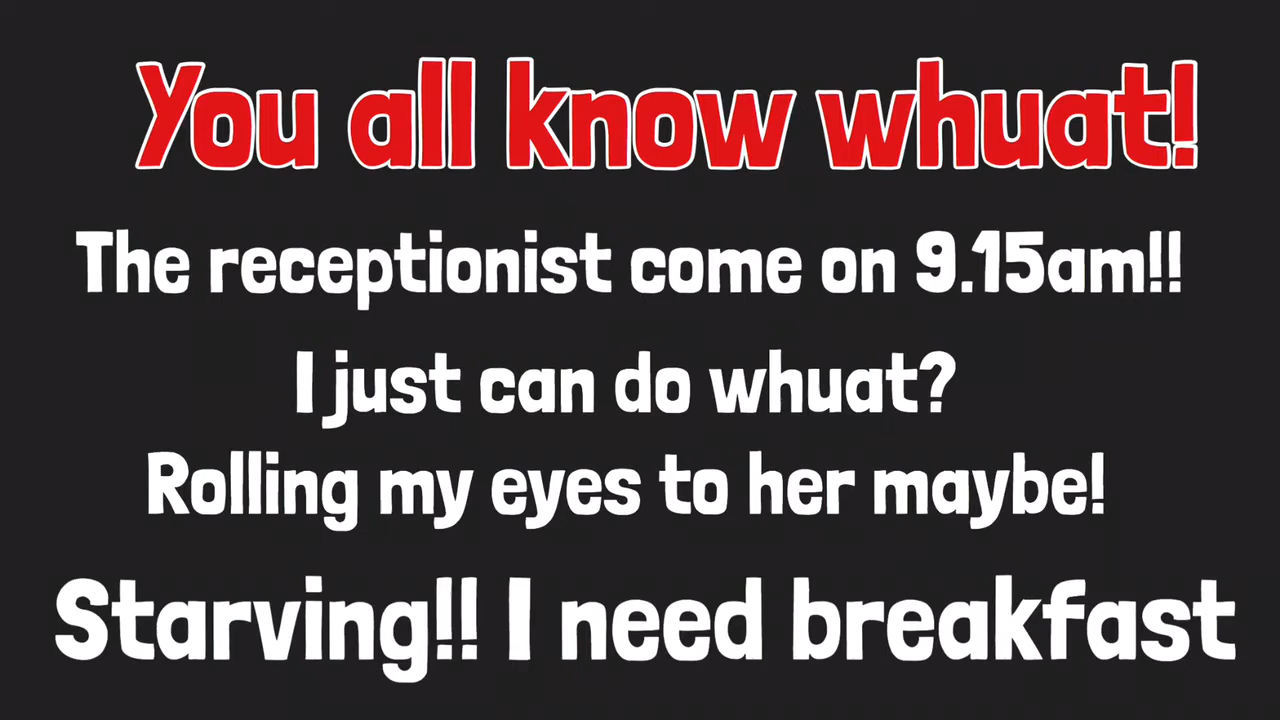 You all know whuat!
The receptionist come on 9.15am!!
I just can do whuat?
Rolling my eyes to her maybe!
Starving!! I need breakfast